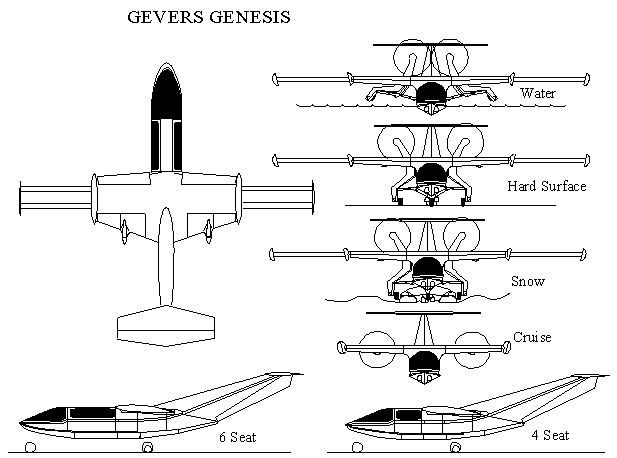 GEVERS GENESIS
Water
Hard Surface
Snow
Cruise
6 Seat
4 Seat